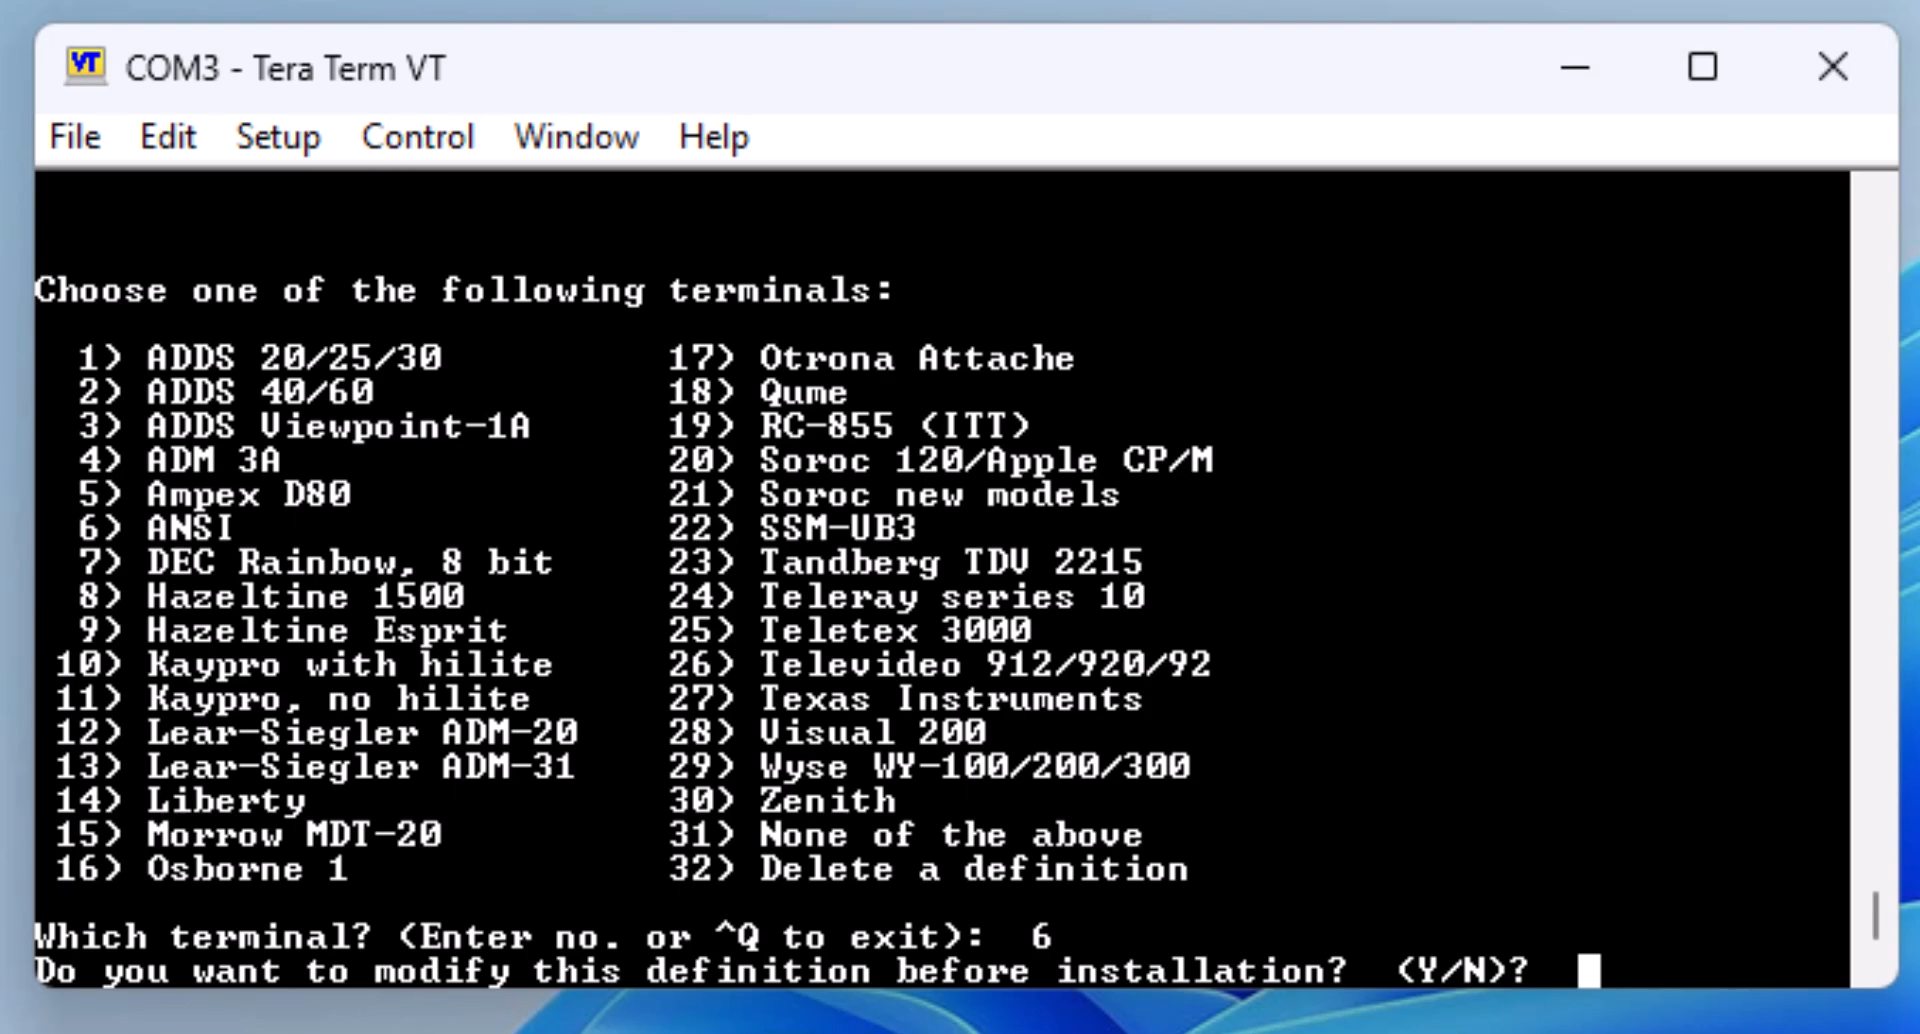 VT COM3 - Tera Term VT
File Edit Setup Control Window Help
Choose one of the following terminals:
1) ADDS 20/25/30 17) Otrona Attache
2) ADDS 40/60 18) Qume
3) ADDS Viewpoint-1A 19) RC-855 (ITT)
4) ADM 3A 20) Soroc 120/Apple CP/M
5) Ampex D80 21) Soroc new models
6) ANSI 22) SSM-UB3
7) DEC Rainbow, 8 bit 23) Tandberg TDV 2215
8) Hazeltine 1500 24) Teleray series 10
9) Hazeltine Esprit 25) Teletex 3000
10) Kaypro with hilite 26) Televideo 912/920/92
11) Kaypro, no hilite 27) Texas Instruments
12) Lear-Siegler ADM-20 28) Visual 200
13) Lear-Siegler ADM-31 29) Wyse WY-100/200/300
14) Liberty 30) Zenith
15) Morrow MDT-20 31) None of the above
16) Osborne 1 32) Delete a definition
Which terminal? (Enter no. or ^Q to exit): 6
Do you want to modify this definition before installation? (Y/N)?